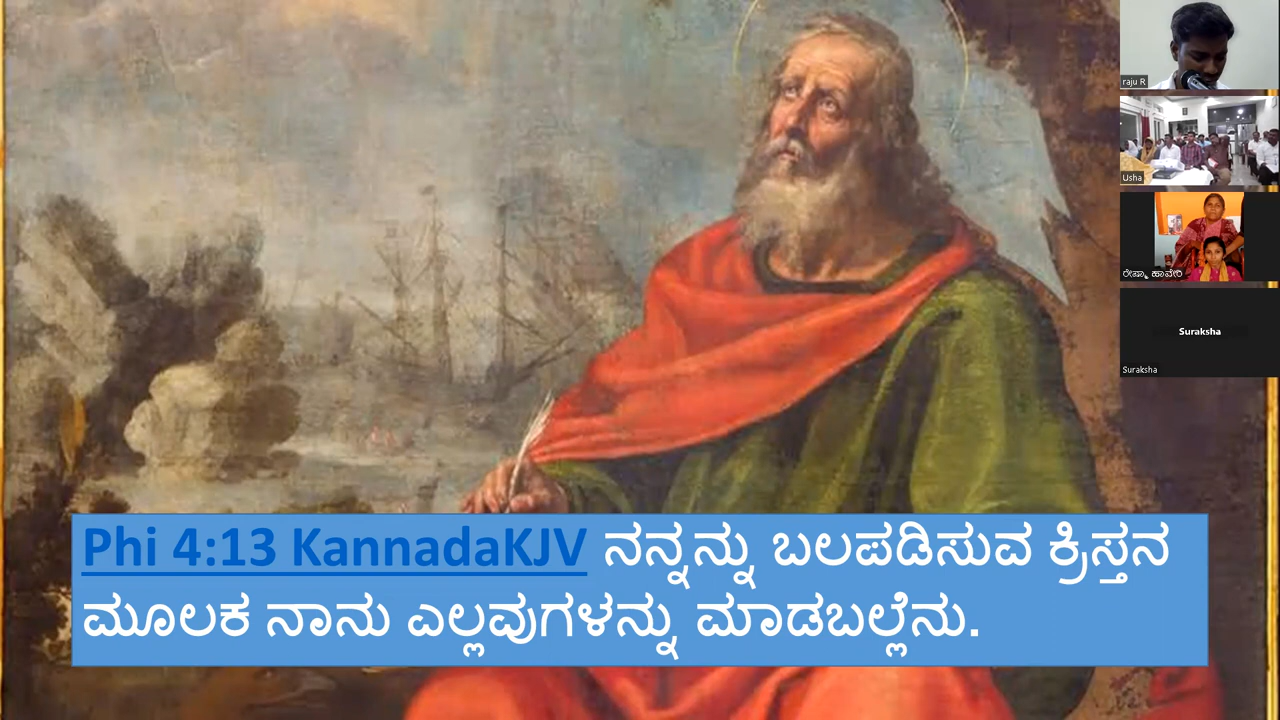 Phi 4:13 KannadaKJV ನನ್ನನ್ನು ಬಲಪಡಿಸುವ ಕ್ರಿಸ್ತನ
ಮೂಲಕ ನಾನು ಎಲ್ಲವುಗಳನ್ನು ಮಾಡಬಲ್ಲೆನು.
raju R
Usha
ರೇಷ್ಮಾ ಹಾವೇರಿ
Suraksha
Suraksha